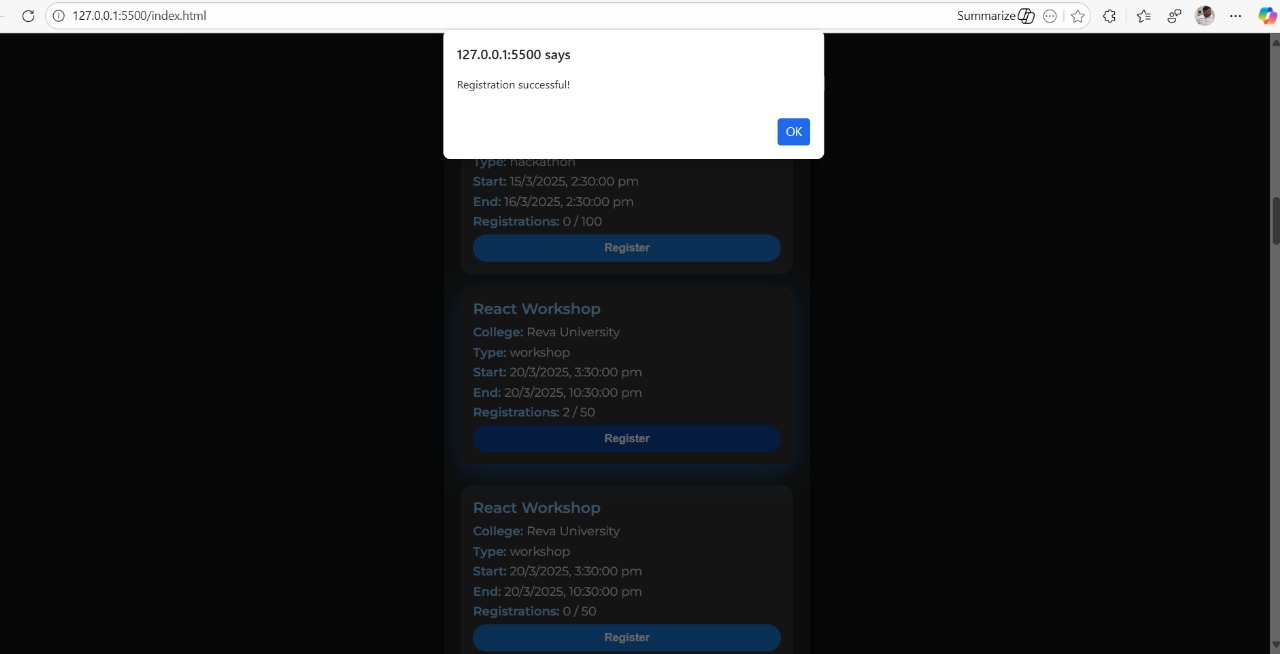 127.0.0.1:5500/index.html Summarize
127.0.0.1:5500 says
Registration successful!
OK
Type: hackathon
Start: 15/3/2025, 2:30:00 pm
End: 16/3/2025, 2:30:00 pm
Registrations: 0 / 100
Register
React Workshop
College: Reva University
Type: workshop
Start: 20/3/2025, 3:30:00 pm
End: 20/3/2025, 10:30:00 pm
Registrations: 2 / 50
Register
React Workshop
College: Reva University
Type: workshop
Start: 20/3/2025, 3:30:00 pm
End: 20/3/2025, 10:30:00 pm
Registrations: 0 / 50
Register